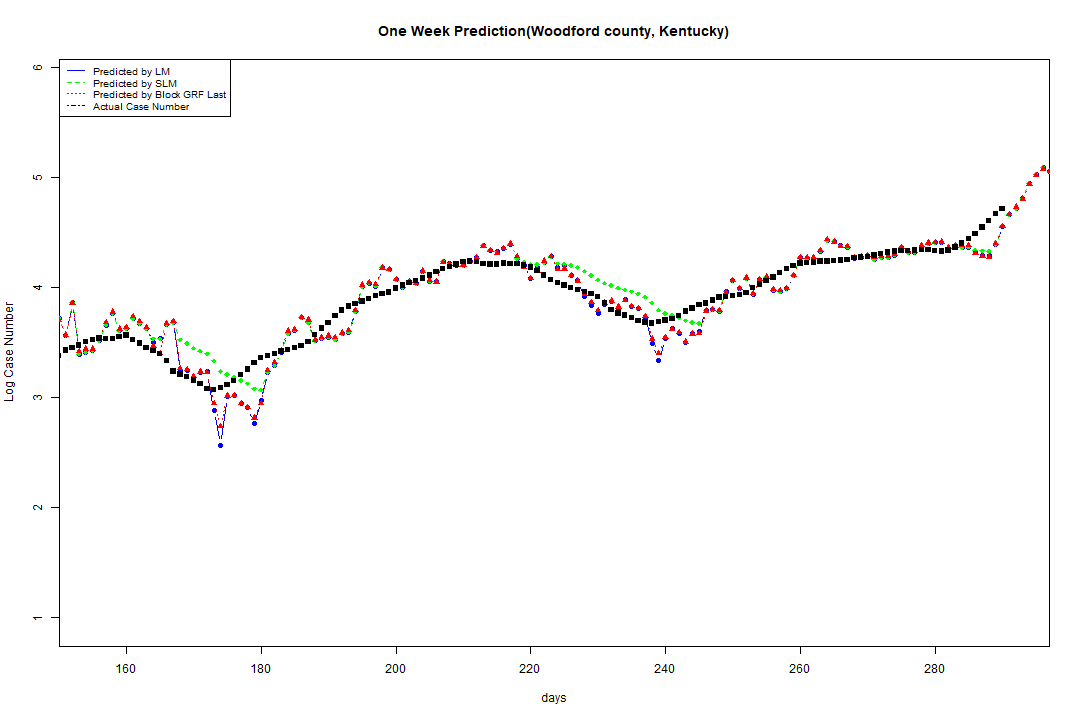 One Week Prediction(Woodford county, Kentucky)
Predicted by LM
Predicted by SLM
Predicted by Block GRF Last
Actual Case Number
6
5
4
3
2
1
Log Case Number
160 180 200 220 240 260 280
days